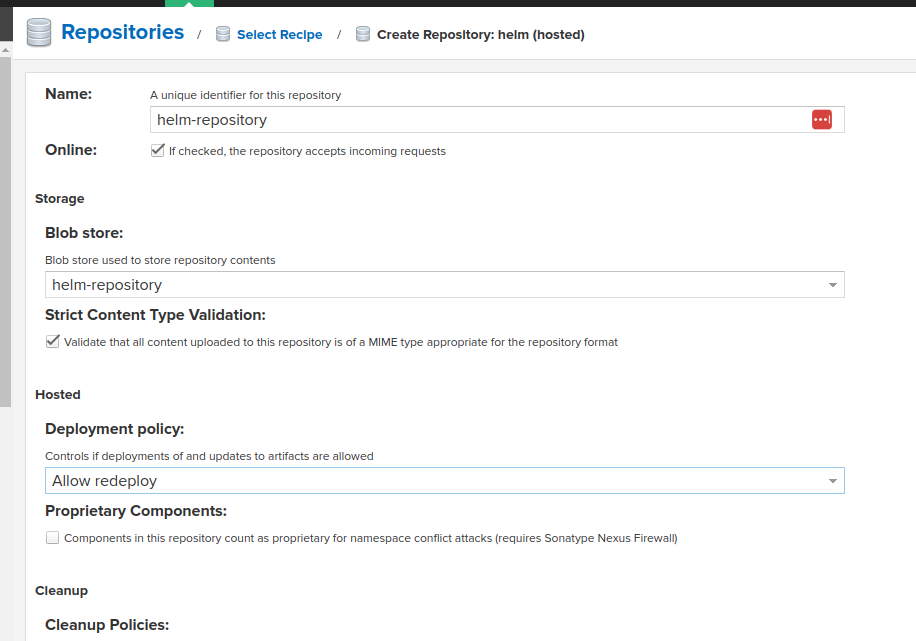 Repositories / Select Recipe / Create Repository: helm (hosted)
Name: A unique identifier for this repository
helm-repository
Online: If checked, the repository accepts incoming requests
Storage
Blob store:
Blob store used to store repository contents
helm-repository
Strict Content Type Validation:
Validate that all content uploaded to this repository is of a MIME type appropriate for the repository format
Hosted
Deployment policy:
Controls if deployments of and updates to artifacts are allowed
Allow redeploy
Proprietary Components:
Components in this repository count as proprietary for namespace conflict attacks (requires Sonatype Nexus Firewall)
Cleanup
Cleanup Policies: